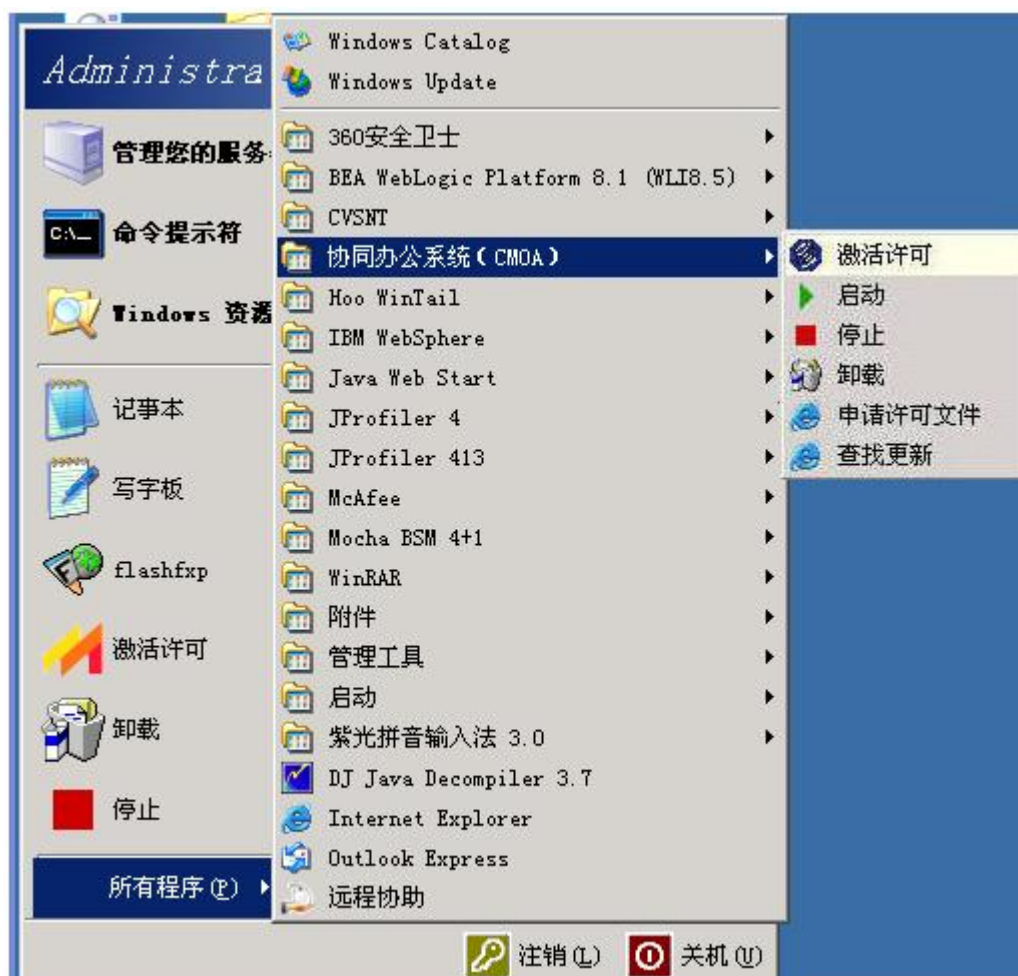 Administra
管理您的服务
C:\_
命令提示符
Windows 资源
记事本
写字板
flashfxp
激活许可
卸载
停止
所有程序(P)
Windows Catalog
Windows Update
360安全卫士
BEA WebLogic Platform 8.1 (WLI8.5)
CVSNT
协同办公系统(CMOA)
Hoo WinTail
IBM WebSphere
Java Web Start
JProfiler 4
JProfiler 413
McAfee
Mocha BSM 4+1
WinRAR
附件
管理工具
启动
紫光拼音输入法 3.0
DJ Java Decompiler 3.7
Internet Explorer
Outlook Express
远程协助
激活许可
启动
停止
卸载
申请许可文件
查找更新
注销(L)
关机(U)